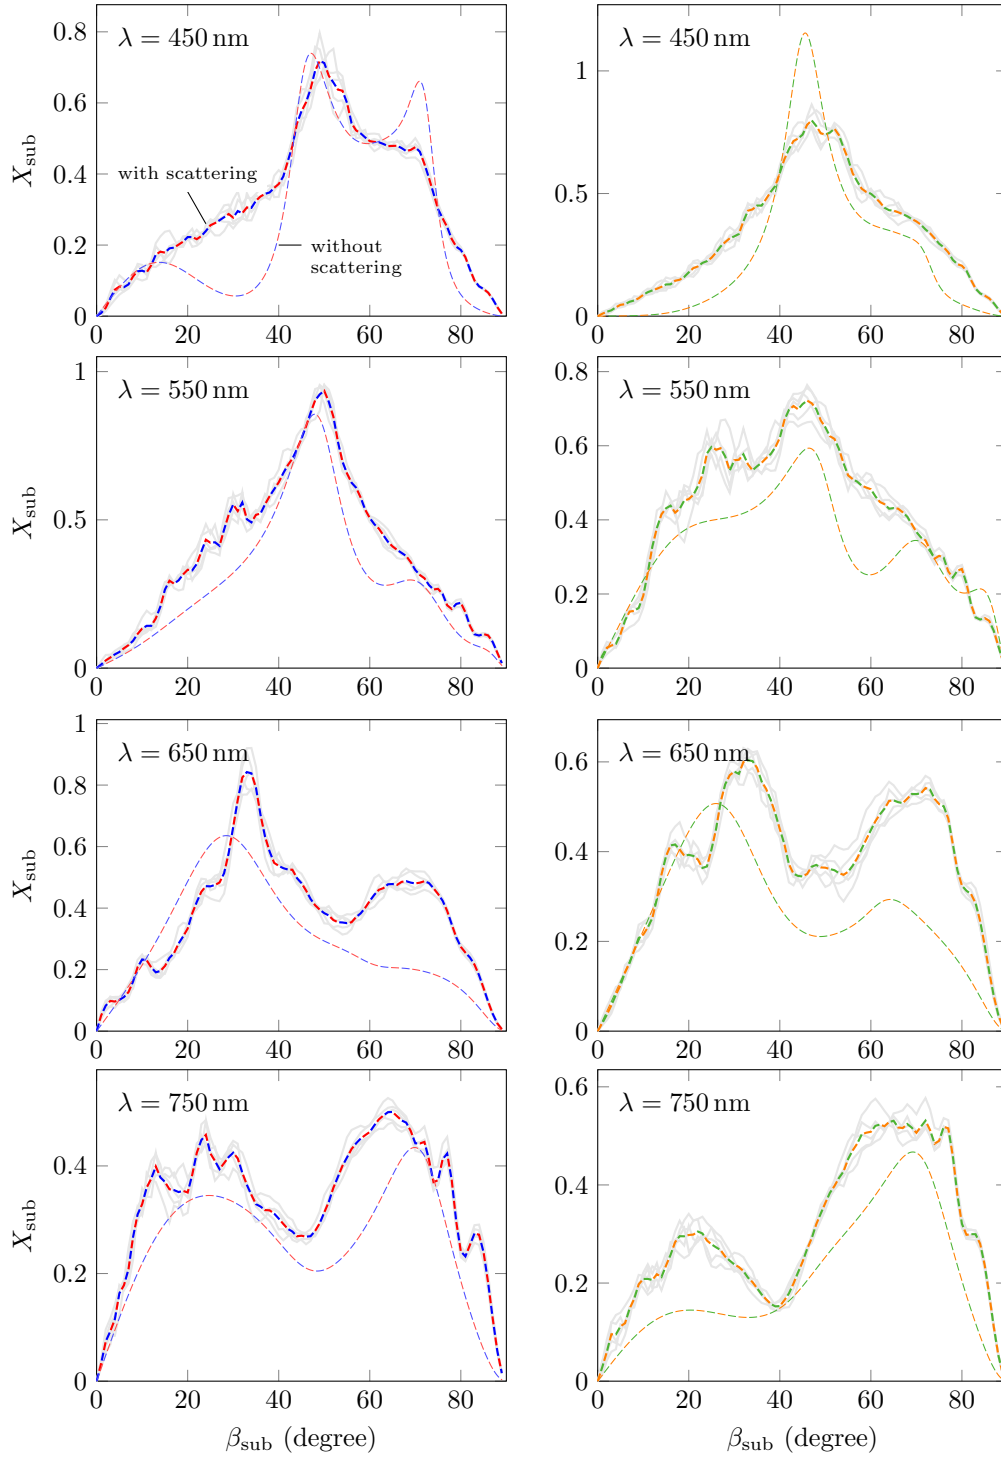 0.8
λ = 450 nm
0.6
X_sub
0.4
with scattering
0.2
without
scattering
0
0 20 40 60 80
λ = 450 nm
1
0.5
0
0 20 40 60 80
1
λ = 550 nm
X_sub
0.5
0
0 20 40 60 80
0.8
λ = 550 nm
0.6
0.4
0.2
0
0 20 40 60 80
1
λ = 650 nm
0.8
X_sub
0.6
0.4
0.2
0
0 20 40 60 80
0.6
λ = 650 nm
0.4
0.2
0
0 20 40 60 80
λ = 750 nm
0.4
X_sub
0.2
0
0 20 40 60 80
β_sub (degree)
0.6
λ = 750 nm
0.4
0.2
0
0 20 40 60 80
β_sub (degree)